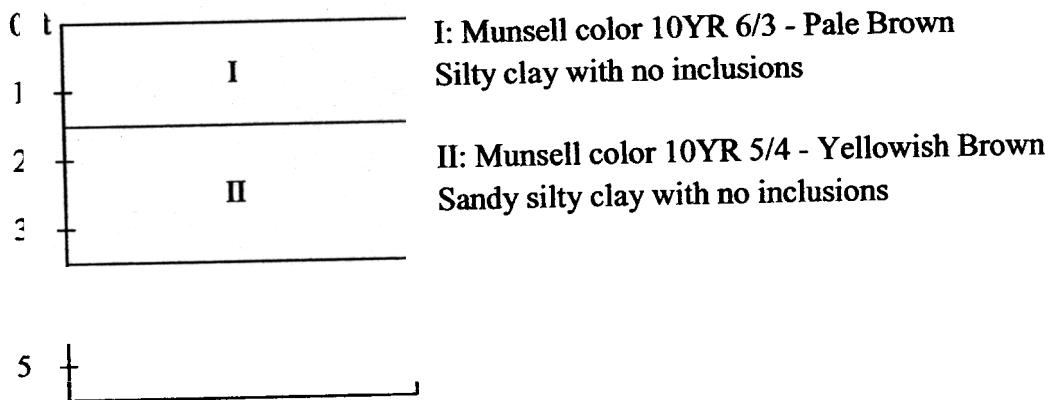 I: Munsell color 10YR 6/3 - Pale Brown
Silty clay with no inclusions
I
1
2
II: Munsell color 10YR 5/4 - Yellowish Brown
Sandy silty clay with no inclusions
II
5